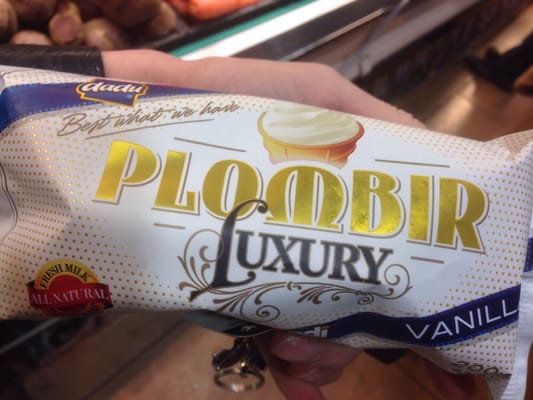 dadu
Best what we have
PLOMBIR
LUXURY
FRESH MILK
ALL NATURAL
VANILL